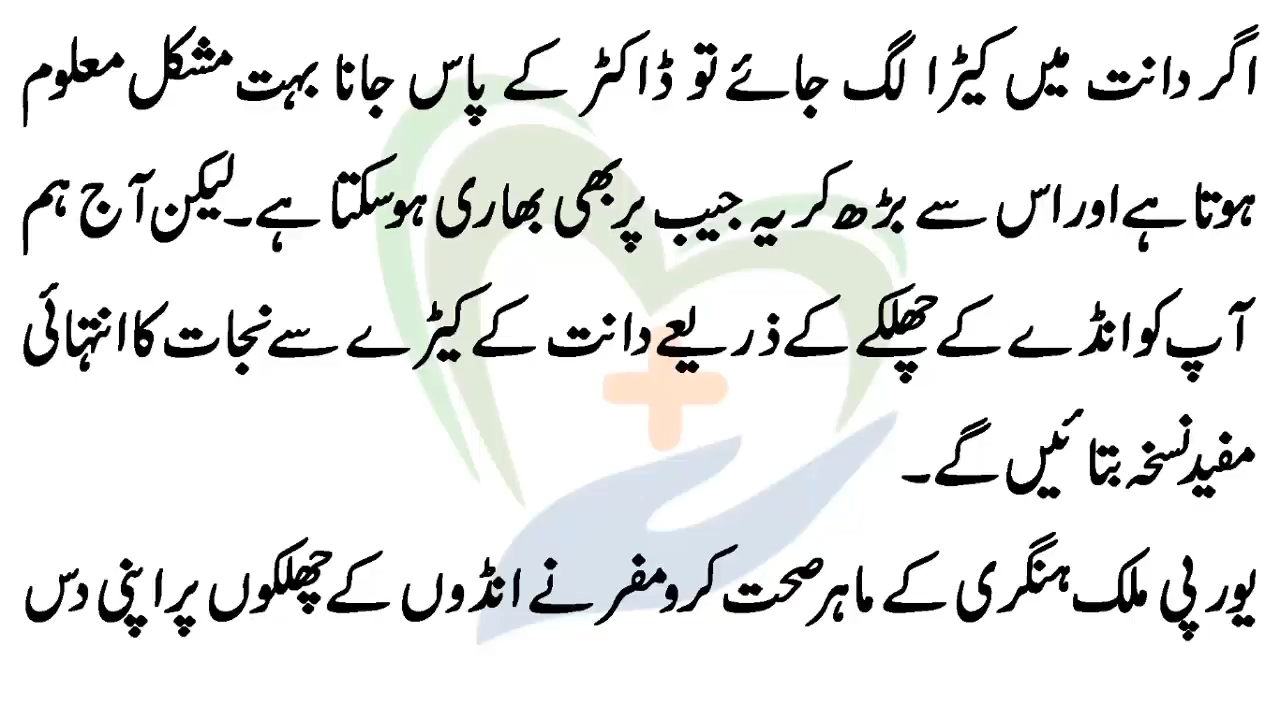 اگر دانت میں کیڑا لگ جائے تو ڈاکٹر کے پاس جانا بہت مشکل معلوم
ہوتا ہے اور اس سے بڑھ کر یہ جیب پر بھی بھاری ہو سکتا ہے۔ لیکن آج ہم
آپ کو انڈے کے چھلکے کے ذریعے دانت کے کیڑے سے نجات کا انتہائی
مفید نسخہ بتائیں گے۔
یورپی ملک ہنگری کے ماہر صحت کرومفر نے انڈوں کے چھلکوں پر اپنی دس